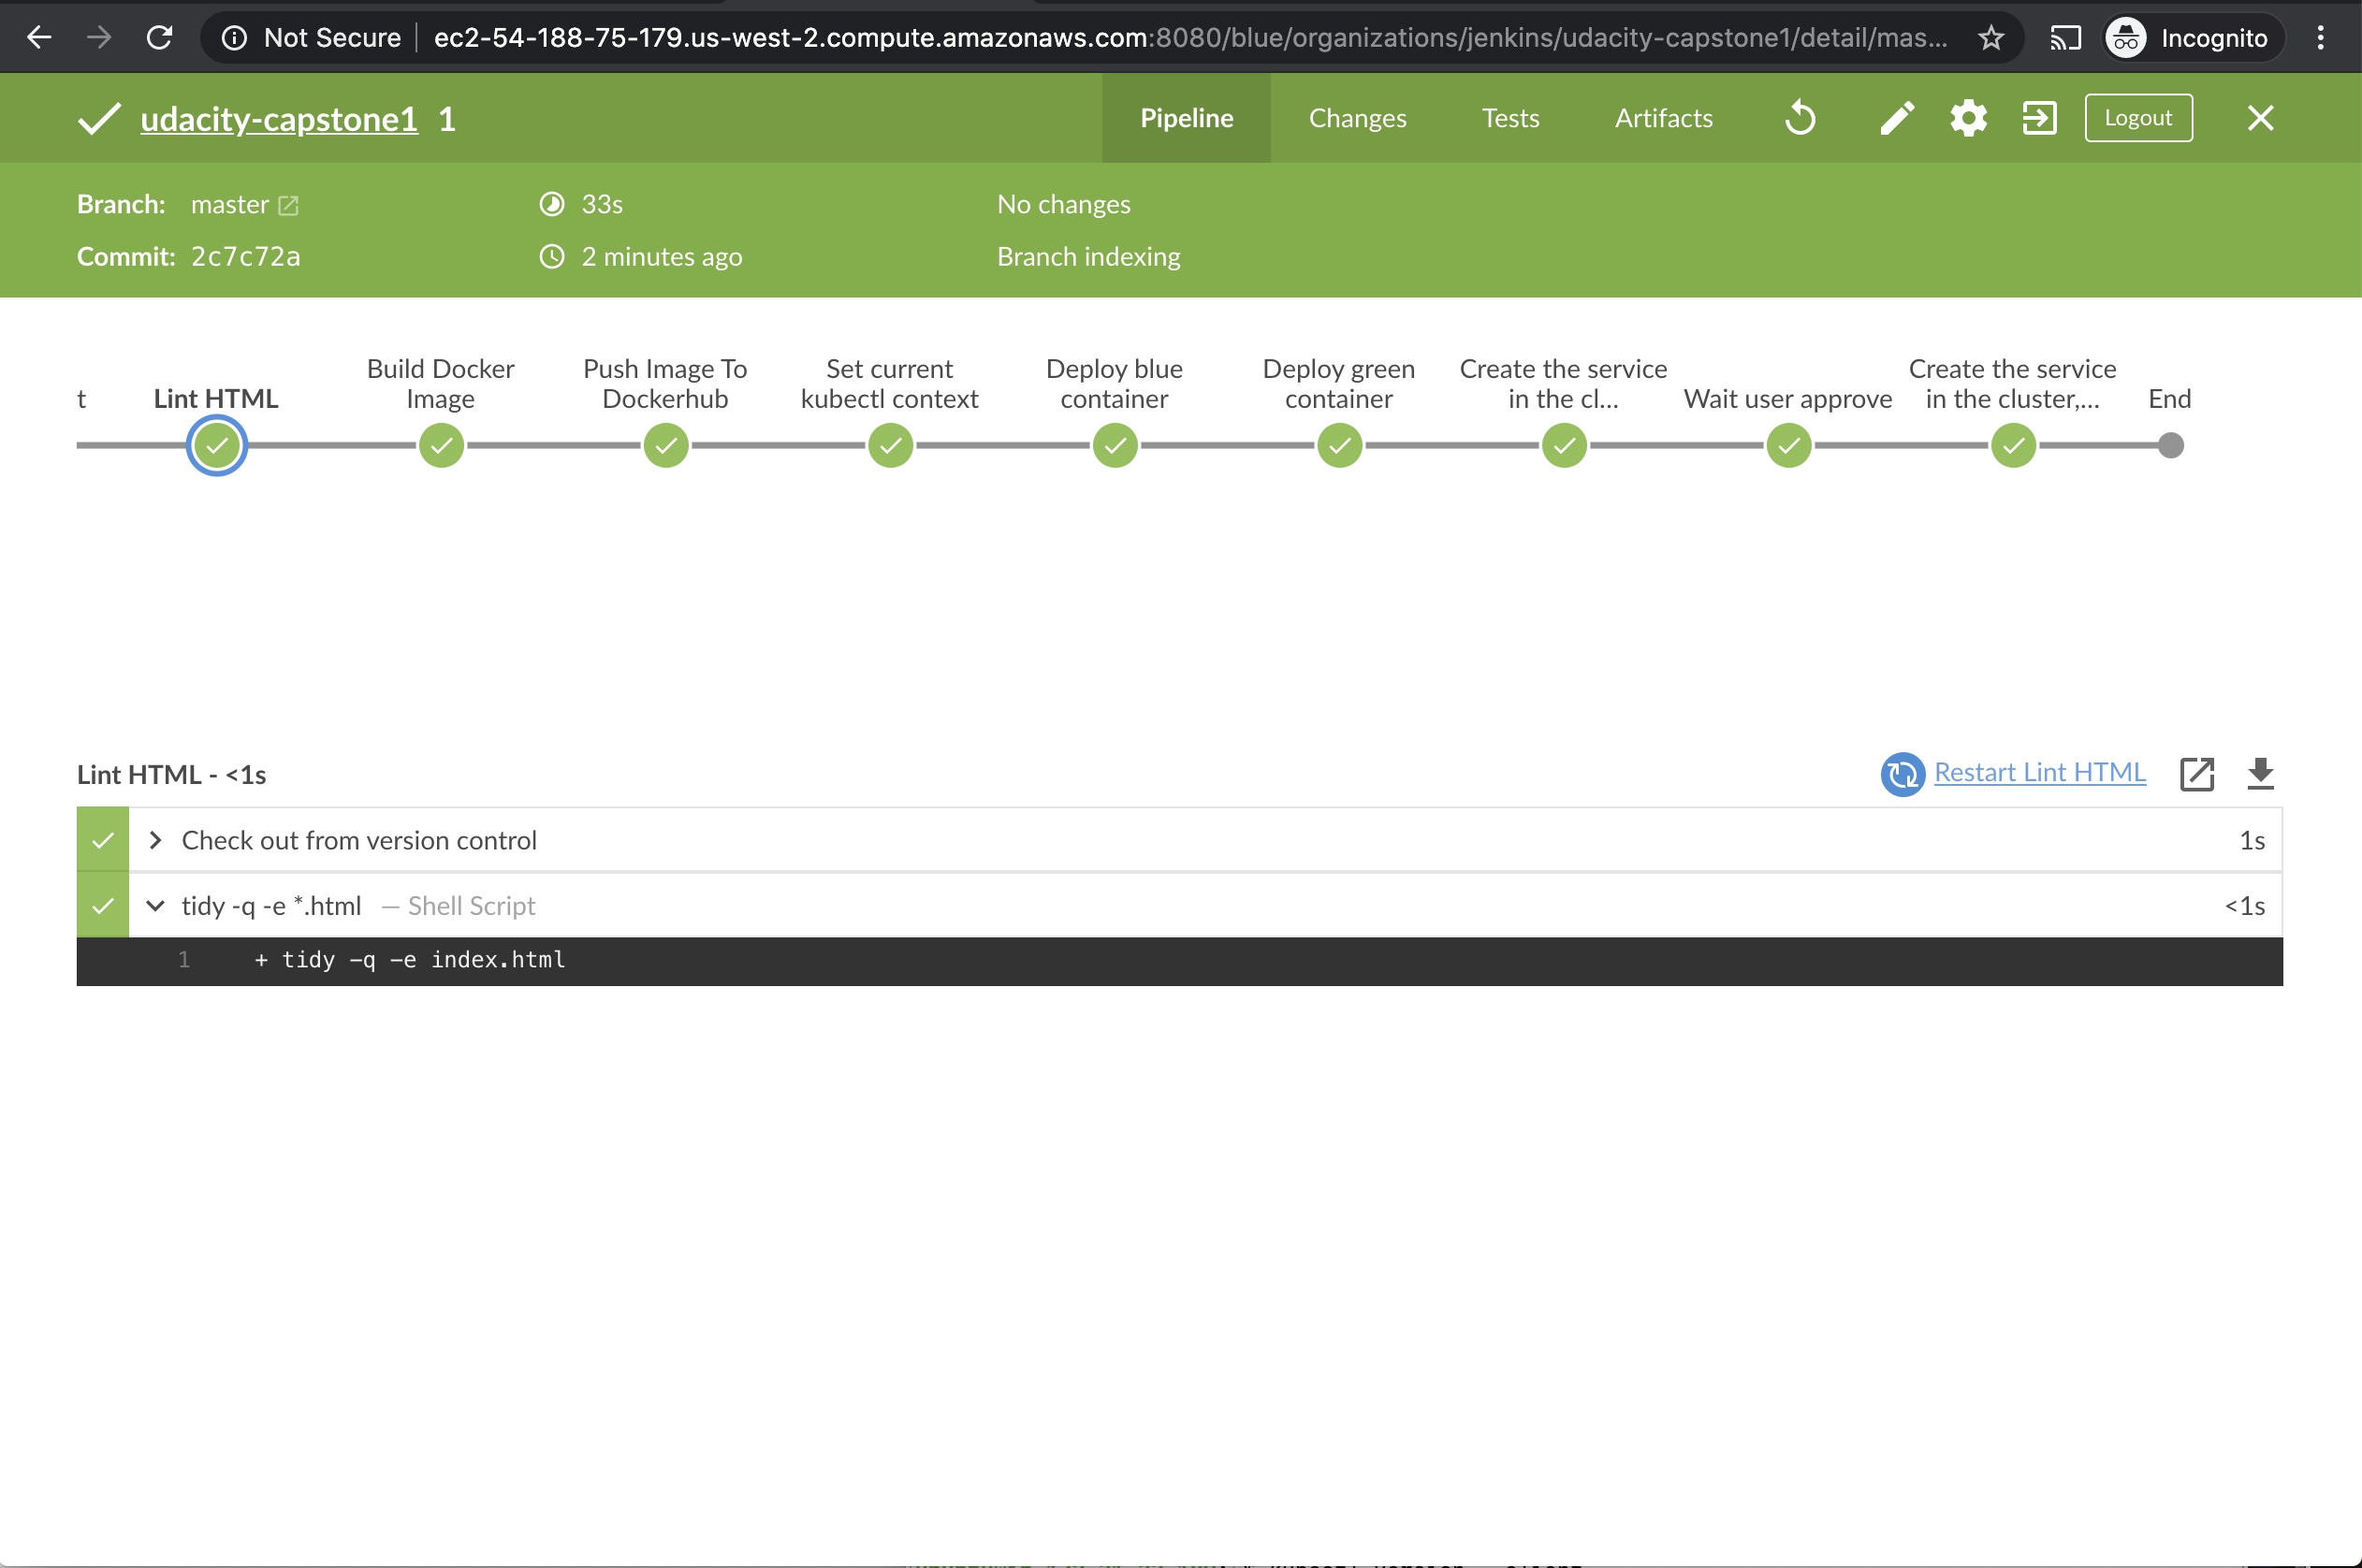 Not Secure ec2-54-188-75-179.us-west-2.compute.amazonaws.com:8080/blue/organizations/jenkins/udacity-capstone1/detail/mas... Incognito
udacity-capstone1 1 Pipeline Changes Tests Artifacts Logout
Branch: master 33s No changes
Commit: 2c7c72a 2 minutes ago Branch indexing
Build Docker Push Image To Set current Deploy blue Deploy green Create the service Create the service
t Lint HTML Image Dockerhub kubectl context container container in the cl... Wait user approve in the cluster,... End
Lint HTML - <1s Restart Lint HTML
Check out from version control 1s
tidy -q -e *.html — Shell Script <1s
1 + tidy -q -e index.html